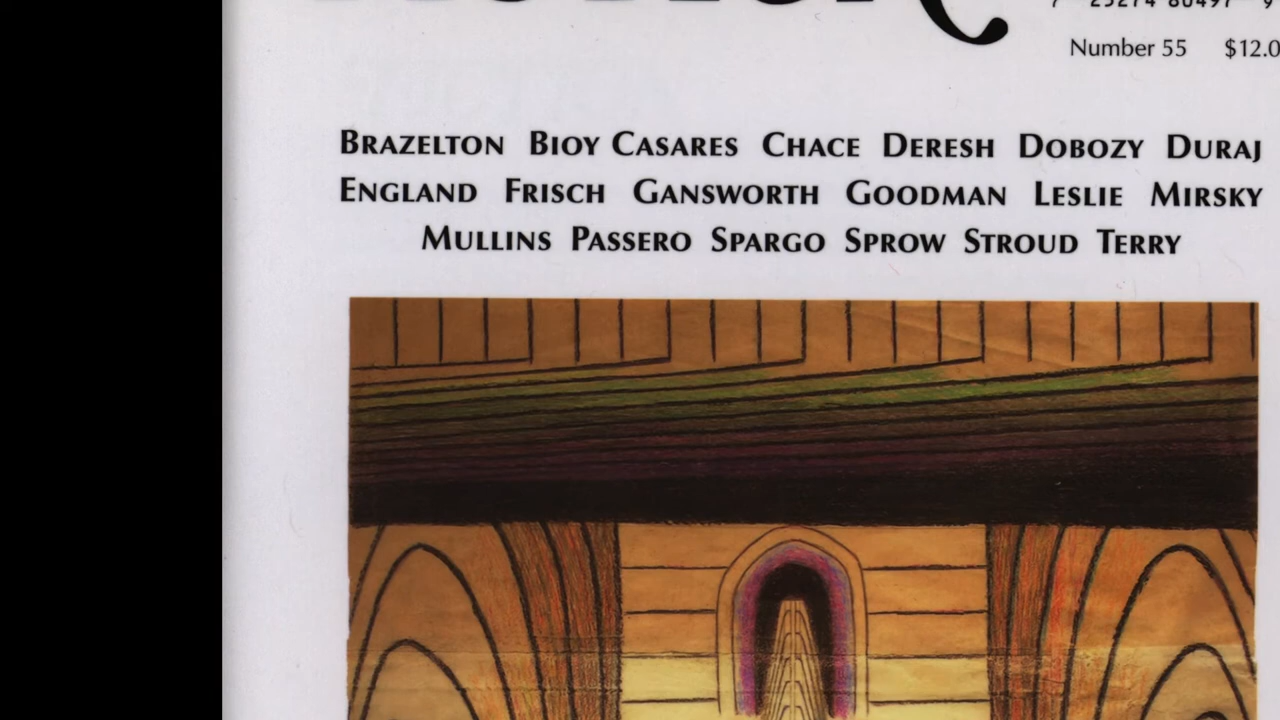 Number 55 $12.0
BRAZELTON BIOY CASARES CHACE DERESH DOBOZY DURAJ
ENGLAND FRISCH GANSWORTH GOODMAN LESLIE MIRSKY
MULLINS PASSERO SPARGO SPROW STROUD TERRY